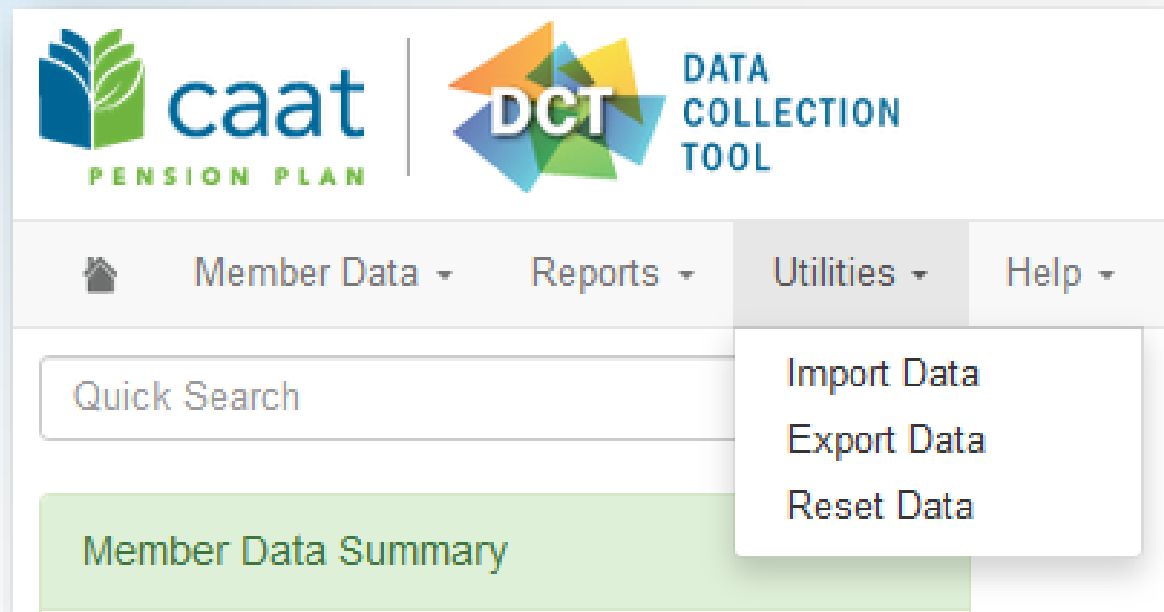 caat
PENSION PLAN
DCT
DATA
COLLECTION
TOOL
Member Data Reports Utilities Help
Quick Search
Import Data
Export Data
Reset Data
Member Data Summary